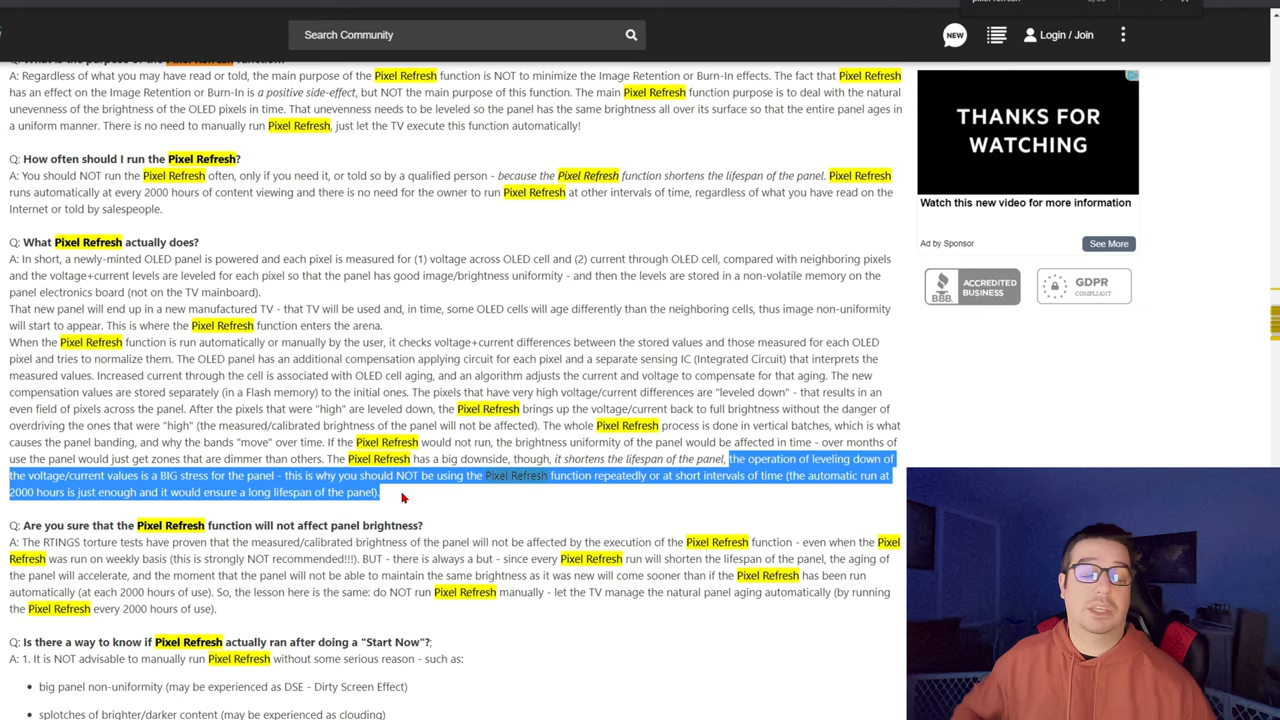 Search Community
NEW
Login / Join
Q: What is the purpose of the Pixel Refresh function?
A: Regardless of what you may have read or told, the main purpose of the Pixel Refresh function is NOT to minimize the Image Retention or Burn-In effects. The fact that Pixel Refresh
has an effect on the Image Retention or Burn-In is a positive side-effect, but NOT the main purpose of this function. The main Pixel Refresh function purpose is to deal with the natural
unevenness of the brightness of the OLED pixels in time. That unevenness needs to be leveled so the panel has the same brightness all over its surface so that the entire panel ages in
a uniform manner. There is no need to manually run Pixel Refresh, just let the TV execute this function automatically!
Q: How often should I run the Pixel Refresh?
A: You should NOT run the Pixel Refresh often, only if you need it, or told so by a qualified person - because the Pixel Refresh function shortens the lifespan of the panel. Pixel Refresh
runs automatically at every 2000 hours of content viewing and there is no need for the owner to run Pixel Refresh at other intervals of time, regardless of what you have read on the
Internet or told by salespeople.
Q: What Pixel Refresh actually does?
A: In short, a newly-minted OLED panel is powered and each pixel is measured for (1) voltage across OLED cell and (2) current through OLED cell, compared with neighboring pixels
and the voltage+current levels are leveled for each pixel so that the panel has good image/brightness uniformity - and then the levels are stored in a non-volatile memory on the
panel electronics board (not on the TV mainboard).
That new panel will end up in a new manufactured TV - that TV will be used and, in time, some OLED cells will age differently than the neighboring cells, thus image non-uniformity
will start to appear. This is where the Pixel Refresh function enters the arena.
When the Pixel Refresh function is run automatically or manually by the user, it checks voltage+current differences between the stored values and those measured for each OLED
pixel and tries to normalize them. The OLED panel has an additional compensation applying circuit for each pixel and a separate sensing IC (Integrated Circuit) that interprets the
measured values. Increased current through the cell is associated with OLED cell aging, and an algorithm adjusts the current and voltage to compensate for that aging. The new
compensation values are stored separately (in a Flash memory) to the initial ones. The pixels that have very high voltage/current differences are "leveled down" - that results in an
even field of pixels across the panel. After the pixels that were "high" are leveled down, the Pixel Refresh brings up the voltage/current back to full brightness without the danger of
overdriving the ones that were "high" (the measured/calibrated brightness of the panel will not be affected). The whole Pixel Refresh process is done in vertical batches, which is what
causes the panel banding, and why the bands "move" over time. If the Pixel Refresh would not run, the brightness uniformity of the panel would be affected in time - over months of
use the panel would just get zones that are dimmer than others. The Pixel Refresh has a big downside, though, it shortens the lifespan of the panel, the operation of leveling down of
the voltage/current values is a BIG stress for the panel - this is why you should NOT be using the Pixel Refresh function repeatedly or at short intervals of time (the automatic run at
2000 hours is just enough and it would ensure a long lifespan of the panel).
Q: Are you sure that the Pixel Refresh function will not affect panel brightness?
A: The RTINGS torture tests have proven that the measured/calibrated brightness of the panel will not be affected by the execution of the Pixel Refresh function - even when the Pixel
Refresh was run on weekly basis (this is strongly NOT recommended!!!). BUT - there is always a but - since every Pixel Refresh run will shorten the lifespan of the panel, the aging of
the panel will accelerate, and the moment that the panel will not be able to maintain the same brightness as it was new will come sooner than if the Pixel Refresh has been run
automatically (at each 2000 hours of use). So, the lesson here is the same: do NOT run Pixel Refresh manually - let the TV manage the natural panel aging automatically (by running
the Pixel Refresh every 2000 hours of use).
Q: Is there a way to know if Pixel Refresh actually ran after doing a "Start Now"?;
A: 1. It is NOT advisable to manually run Pixel Refresh without some serious reason - such as:
big panel non-uniformity (may be experienced as DSE - Dirty Screen Effect)
splotches of brighter/darker content (may be experienced as clouding)
THANKS FOR
WATCHING
Watch this new video for more information
Ad by Sponsor
See More
BBB
ACCREDITED
BUSINESS
GDPR
COMPLIANT